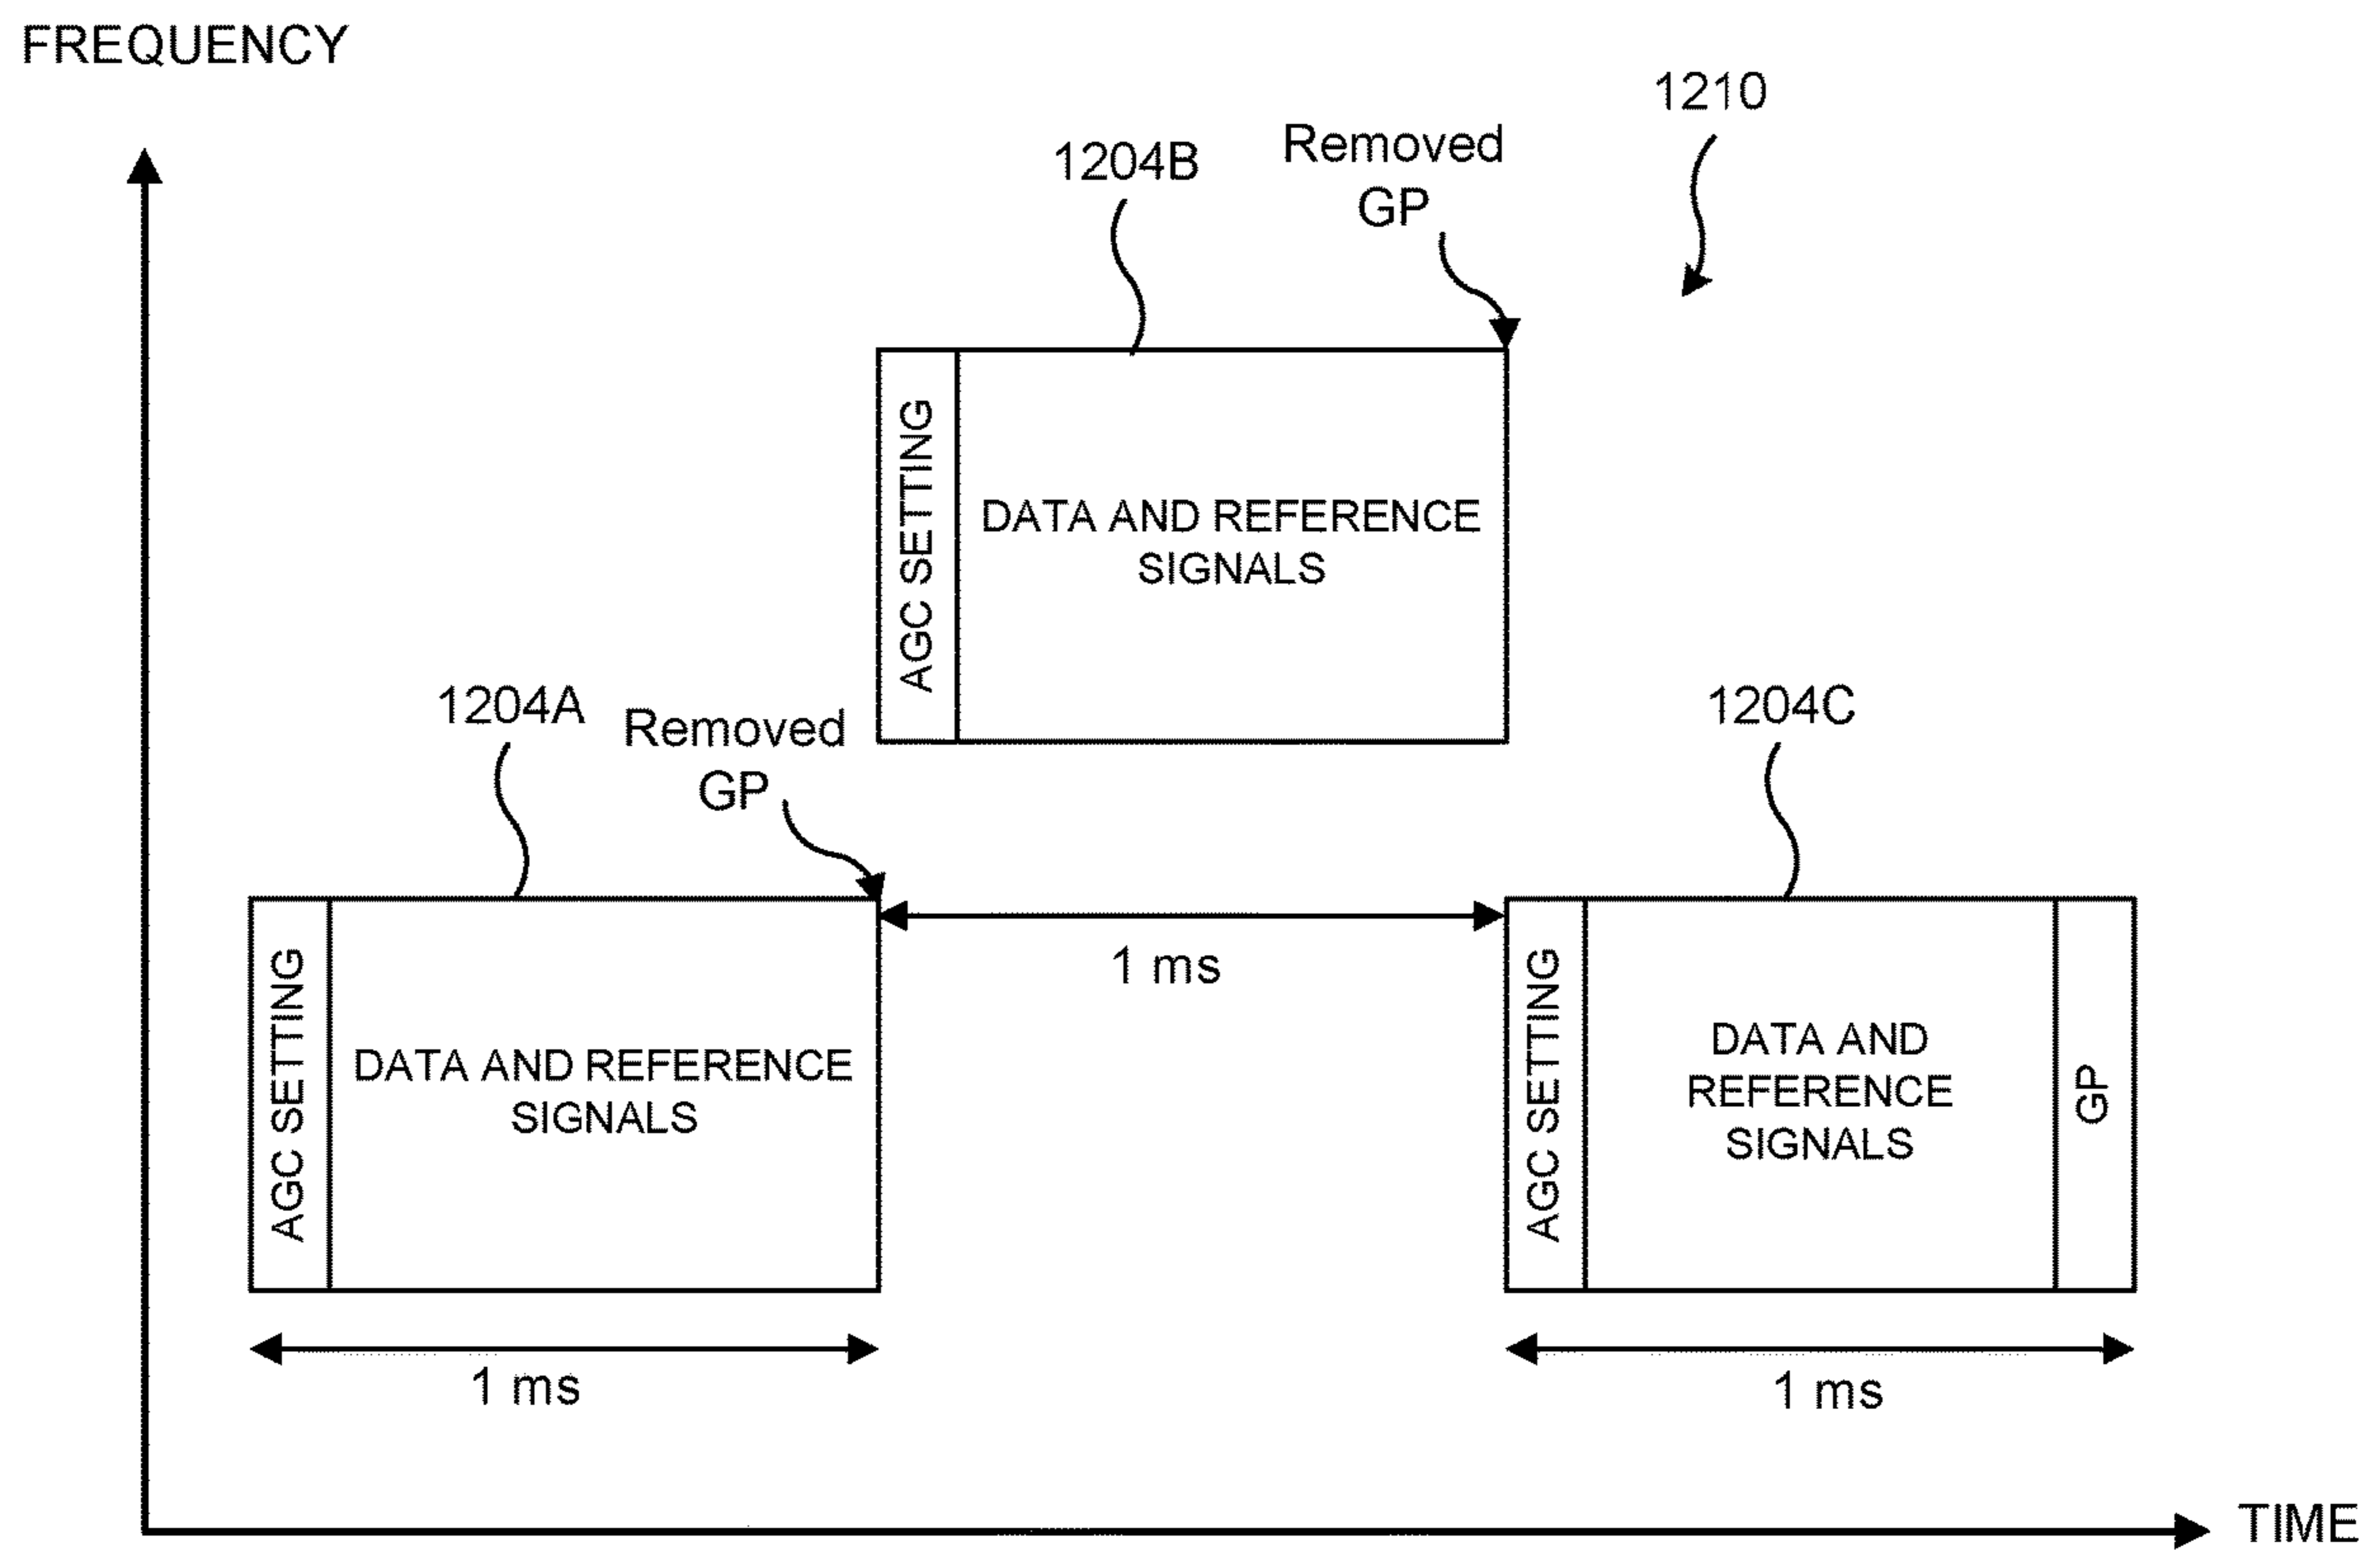 FREQUENCY
1210
1204B
Removed
GP
AGC SETTING
DATA AND REFERENCE
SIGNALS
1204A
Removed
GP
1204C
AGC SETTING
DATA AND REFERENCE
SIGNALS
1 ms
AGC SETTING
DATA AND
REFERENCE
SIGNALS
GP
1 ms
1 ms
TIME